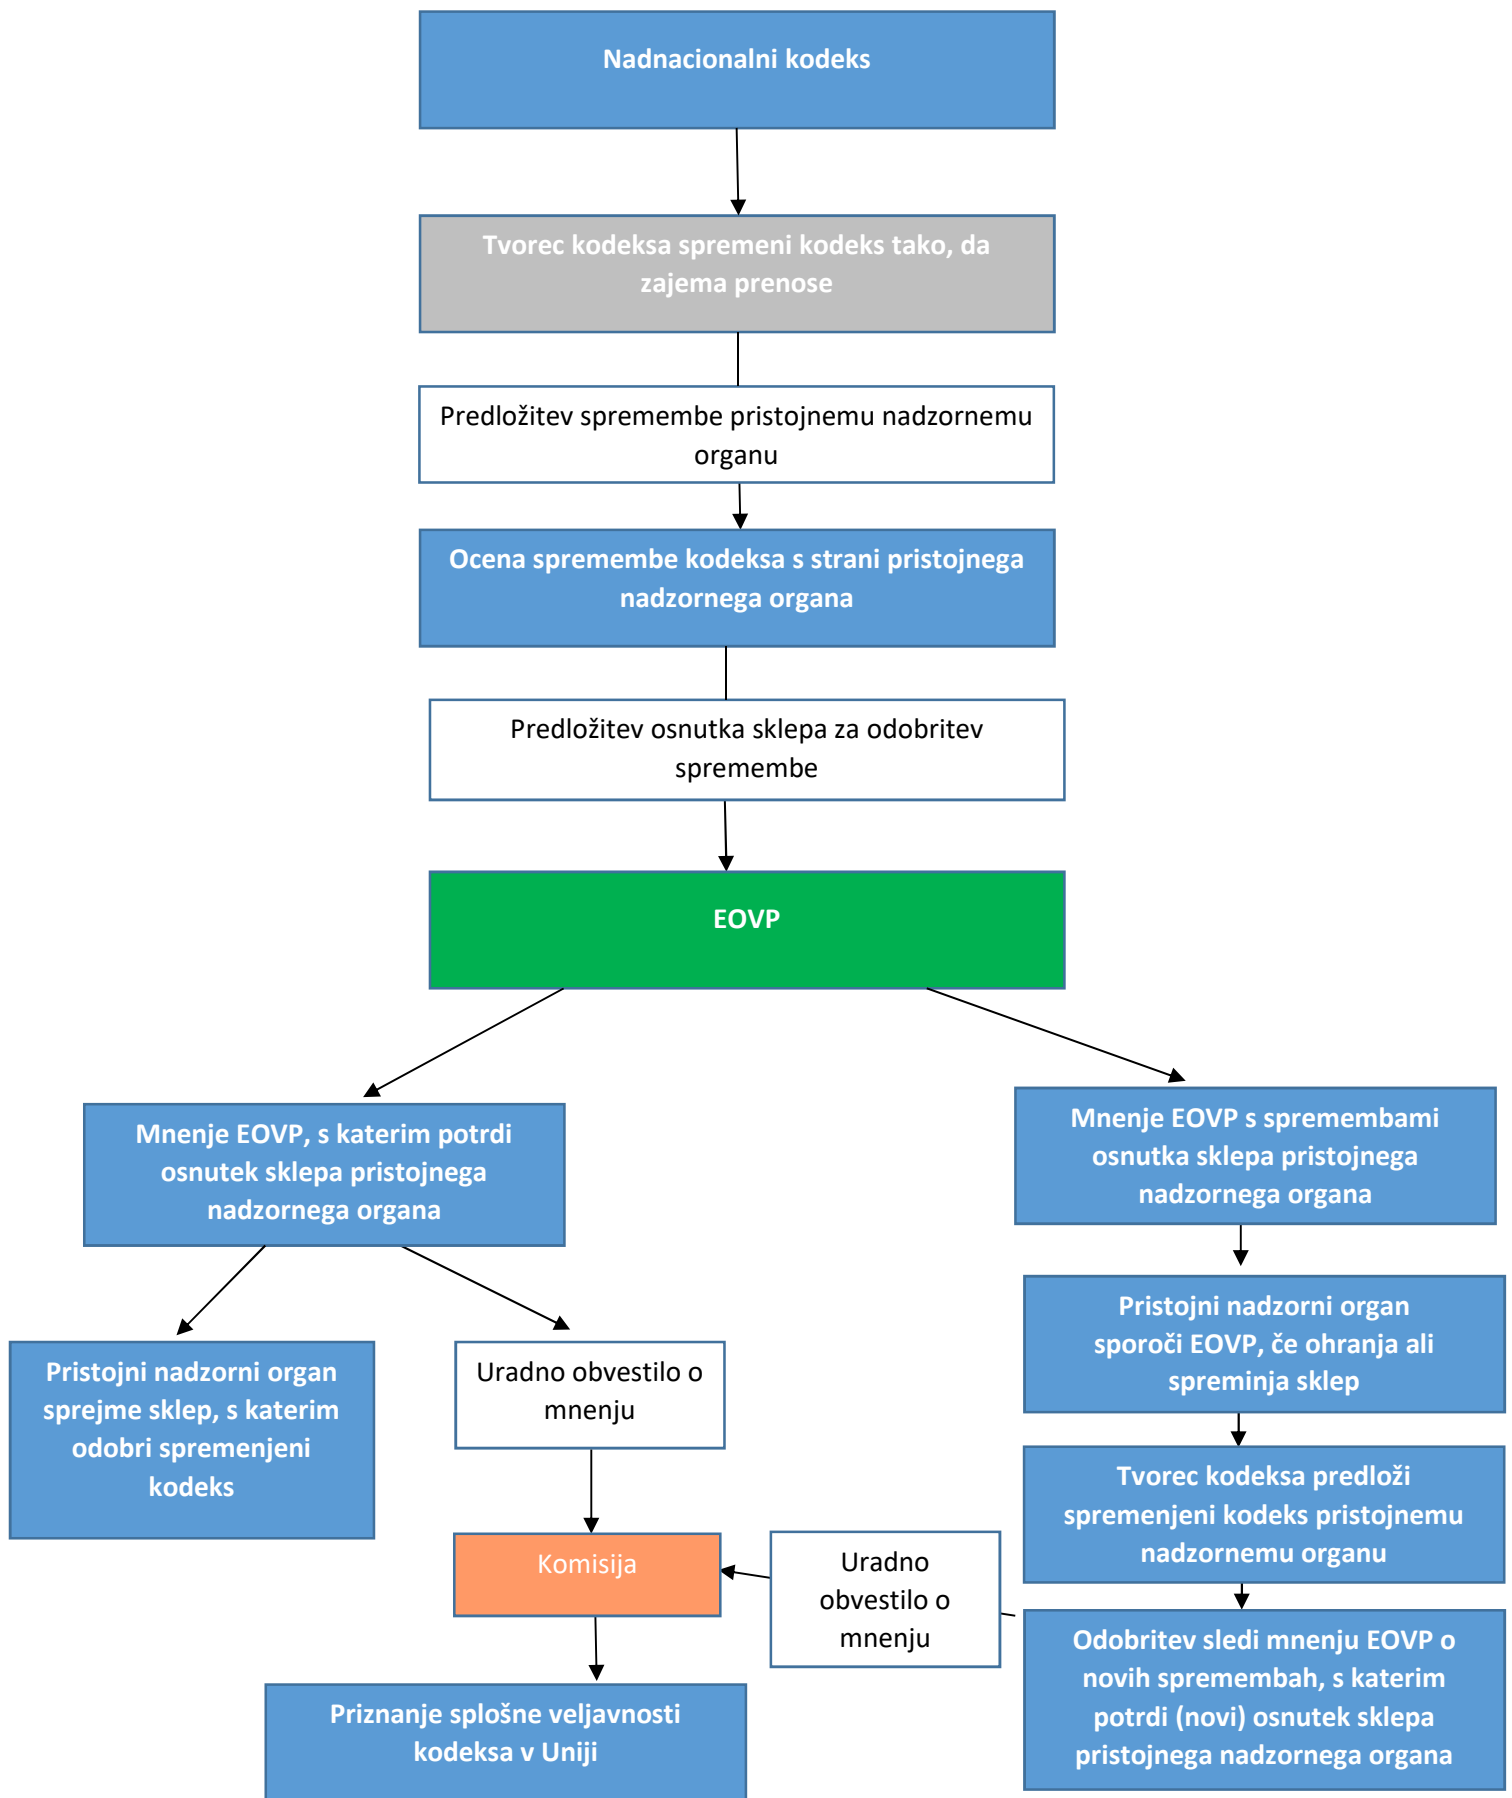 Nadnacionalni kodeks
Tvorec kodeksa spremeni kodeks tako, da
zajema prenose
Predložitev spremembe pristojnemu nadzornemu
organu
Ocena spremembe kodeksa s strani pristojnega
nadzornega organa
Predložitev osnutka sklepa za odobritev
spremembe
EOVP
Mnenje EOVP, s katerim potrdi
osnutek sklepa pristojnega
nadzornega organa
Mnenje EOVP s spremembami
osnutka sklepa pristojnega
nadzornega organa
Pristojni nadzorni organ
sprejme sklep, s katerim
odobri spremenjeni
kodeks
Uradno obvestilo o
mnenju
Pristojni nadzorni organ
sporoči EOVP, če ohranja ali
spreminja sklep
Tvorec kodeksa predloži
spremenjeni kodeks pristojnemu
nadzornemu organu
Komisija
Uradno
obvestilo o
mnenju
Odobritev sledi mnenju EOVP o
novih spremembah, s katerim
potrdi (novi) osnutek sklepa
pristojnega nadzornega organa
Priznanje splošne veljavnosti
kodeksa v Uniji